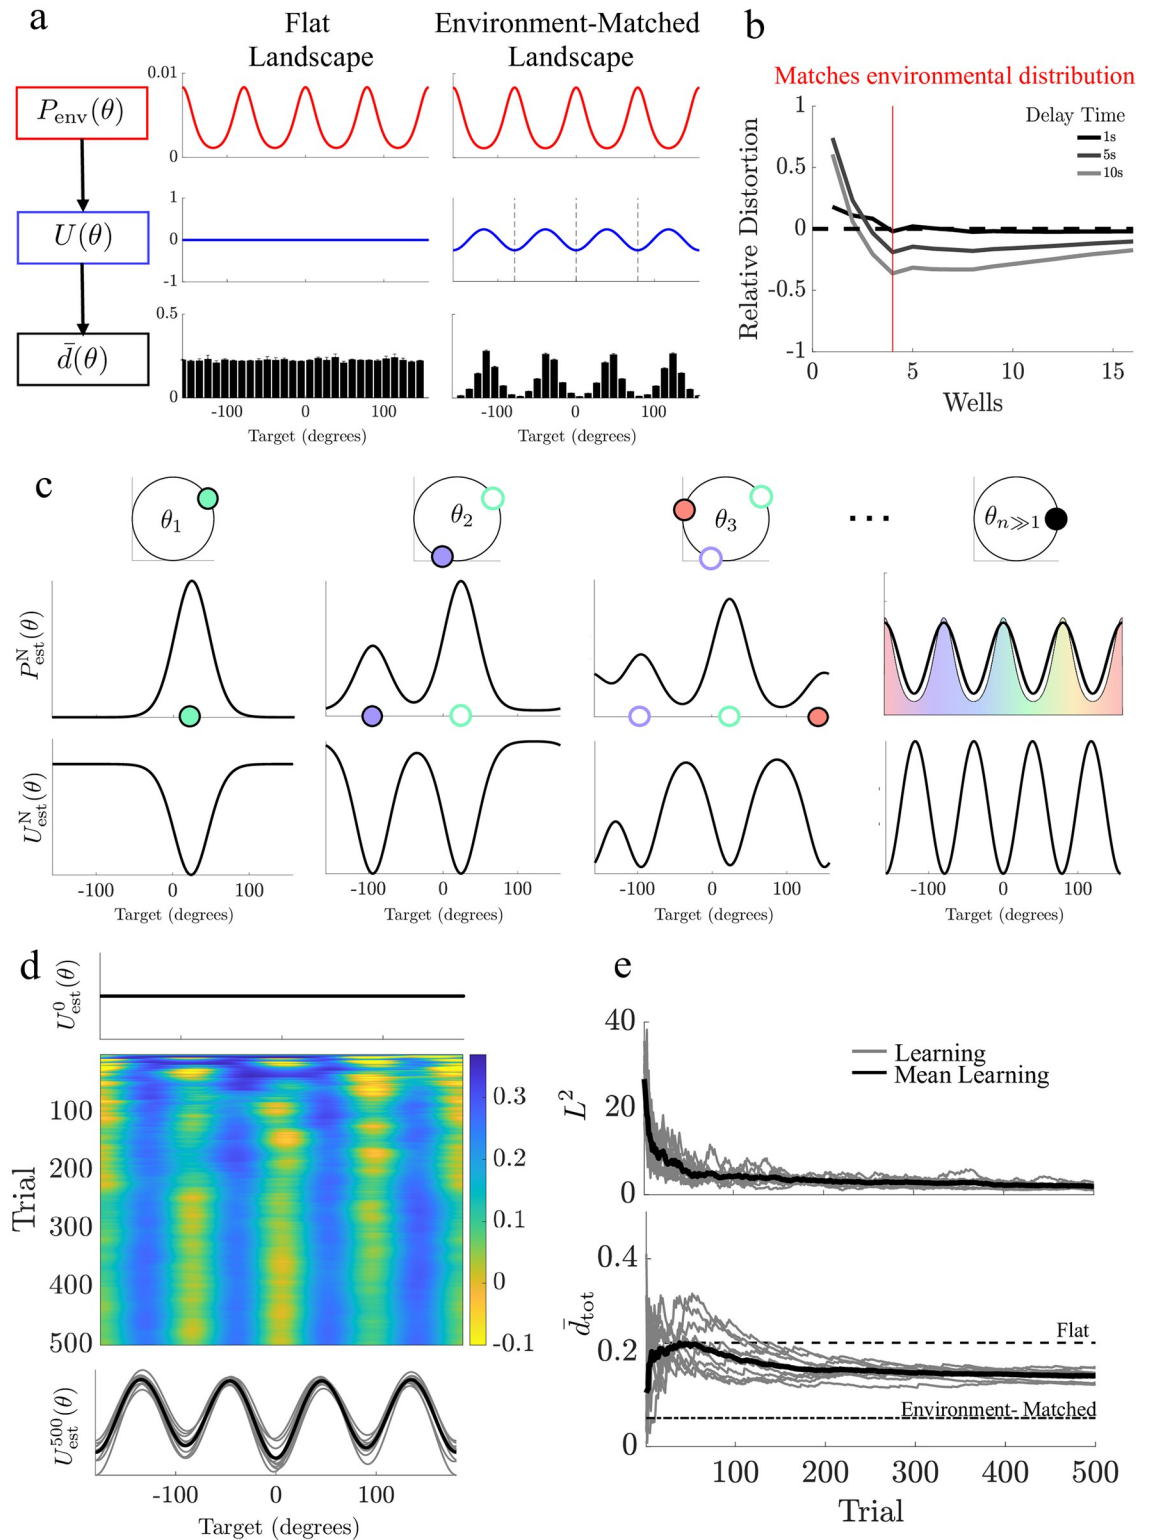 a
Flat
Landscape
Environment-Matched
Landscape
P_env(θ)
U(θ)
d̄(θ)
0.01
0
1
0
-1
0.5
0
-100 0 100
Target (degrees)
-100 0 100
Target (degrees)
b
Matches environmental distribution
Relative Distortion
1
0.5
0
-0.5
-1
Delay Time
1s
5s
10s
0 5 10 15
Wells
c
θ₁
θ₂
θ₃
...
θ_n≫1
P^N_est(θ)
U^N_est(θ)
-100 0 100
Target (degrees)
-100 0 100
Target (degrees)
-100 0 100
Target (degrees)
-100 0 100
Target (degrees)
d
U^0_est(θ)
Trial
100
200
300
400
500
0.3
0.2
0.1
0
-0.1
U^500_est(θ)
-100 0 100
Target (degrees)
e
L²
40
20
0
Learning
Mean Learning
d̄_tot
0.4
0.2
0
Flat
Environment- Matched
100 200 300 400 500
Trial